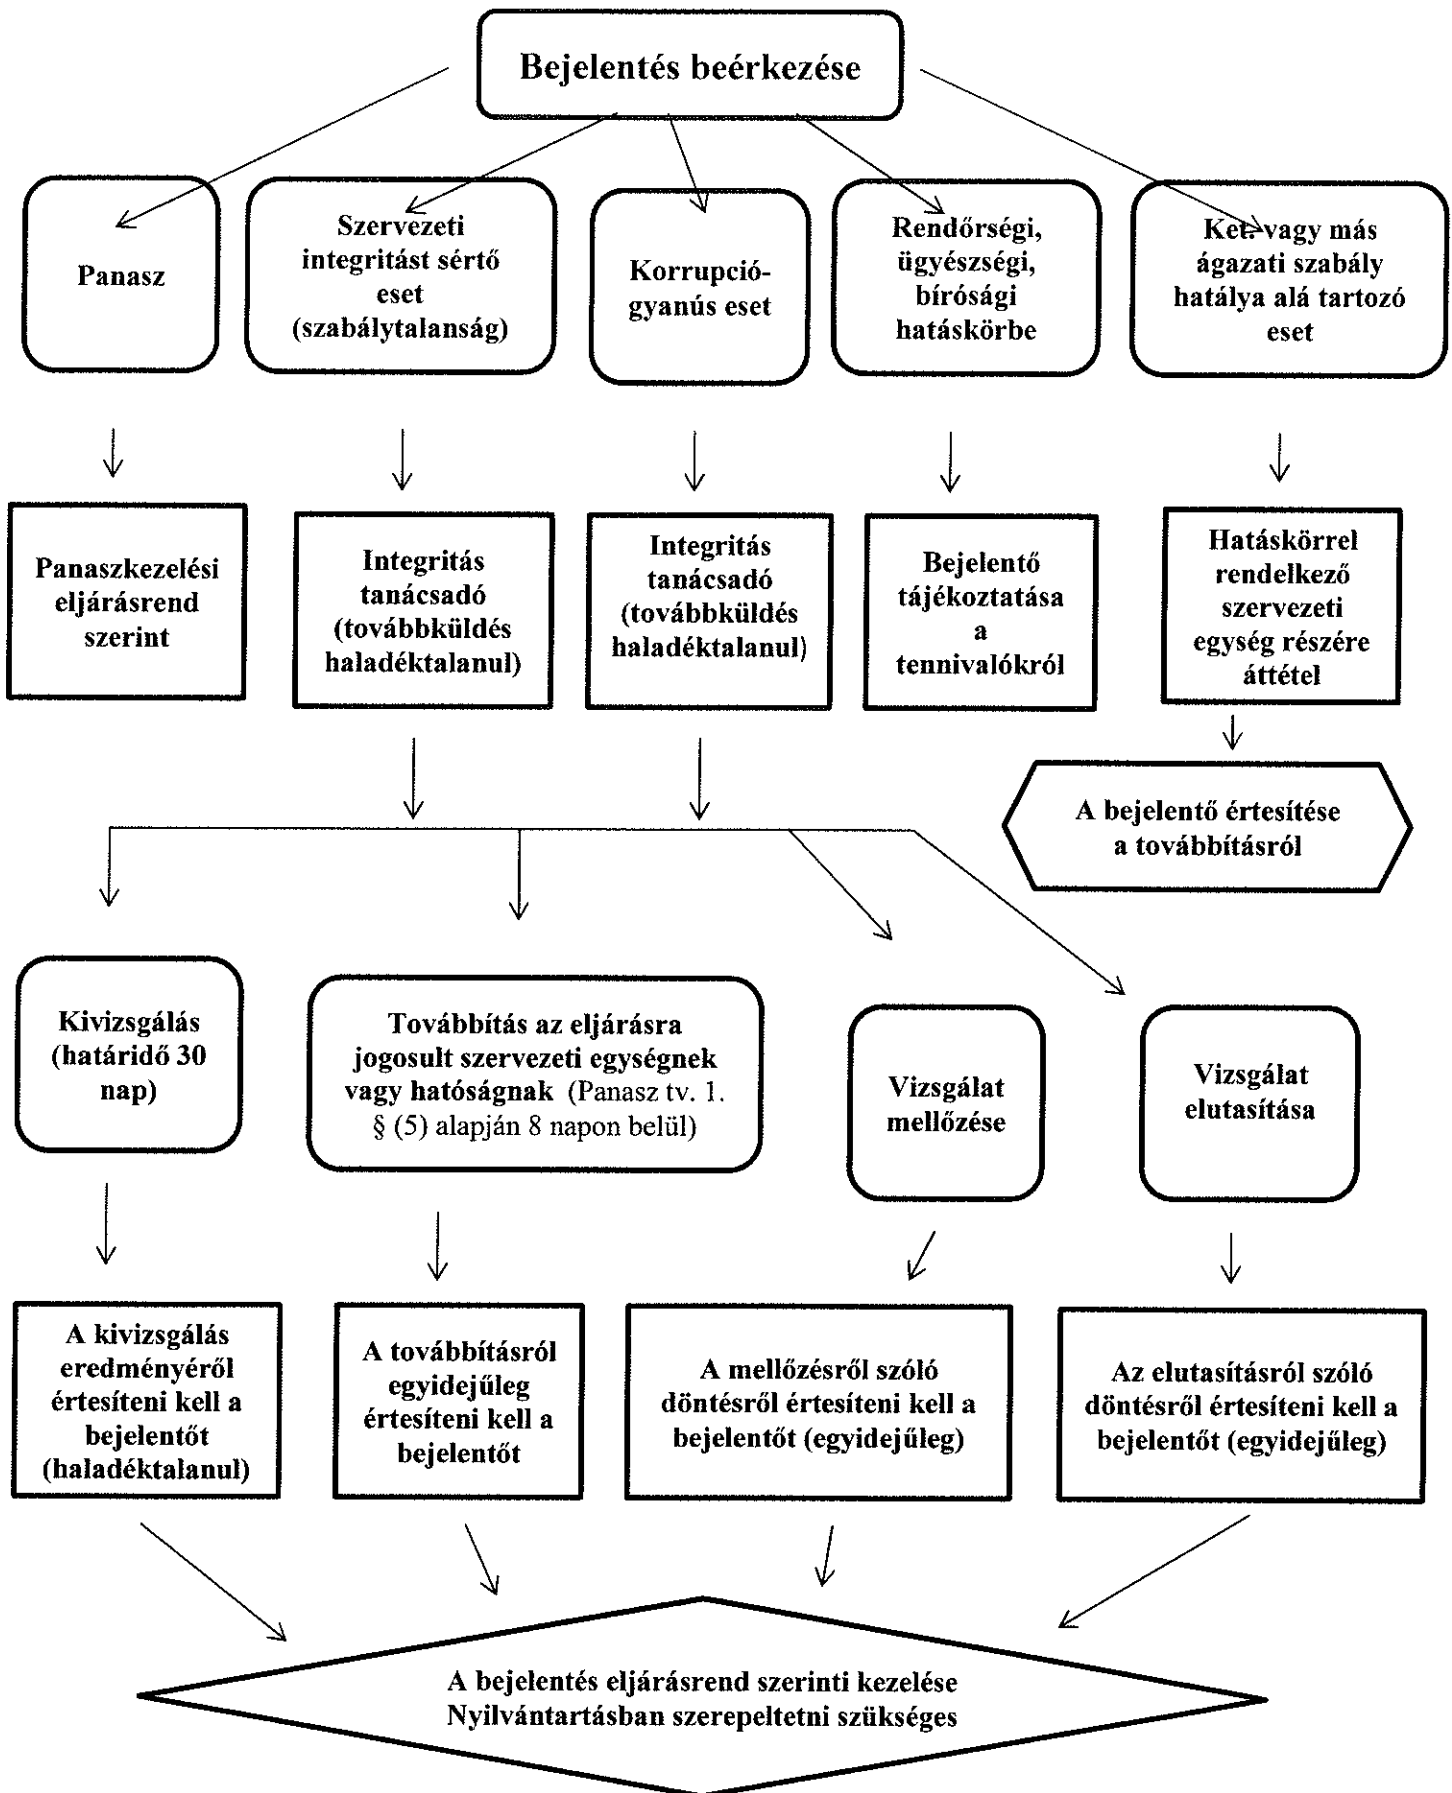 Bejelentés beérkezése
Panasz
Szervezeti
integritást sértő
eset
(szabálytalanság)
Korrupció-
gyanús eset
Rendőrségi,
ügyészségi,
bírósági
hatáskörbe
Ket. vagy más
ágazati szabály
hatálya alá tartozó
eset
Panaszkezelési
eljárásrend
szerint
Integritás
tanácsadó
(továbbküldés
haladéktalanul)
Integritás
tanácsadó
(továbbküldés
haladéktalanul)
Bejelentő
tájékoztatása
a
tennivalókról
Hatáskörrel
rendelkező
szervezeti
egység részére
áttétel
A bejelentő értesítése
a továbbításról
Kivizsgálás
(határidő 30
nap)
Továbbítás az eljárásra
jogosult szervezeti egységnek
vagy hatóságnak (Panasz tv. 1.
§ (5) alapján 8 napon belül)
Vizsgálat
mellőzése
Vizsgálat
elutasítása
A kivizsgálás
eredményéről
értesíteni kell a
bejelentőt
(haladéktalanul)
A továbbításról
egyidejűleg
értesíteni kell a
bejelentőt
A mellőzésről szóló
döntésről értesíteni kell a
bejelentőt (egyidejűleg)
Az elutasításról szóló
döntésről értesíteni kell a
bejelentőt (egyidejűleg)
A bejelentés eljárásrend szerinti kezelése
Nyilvántartásban szerepeltetni szükséges